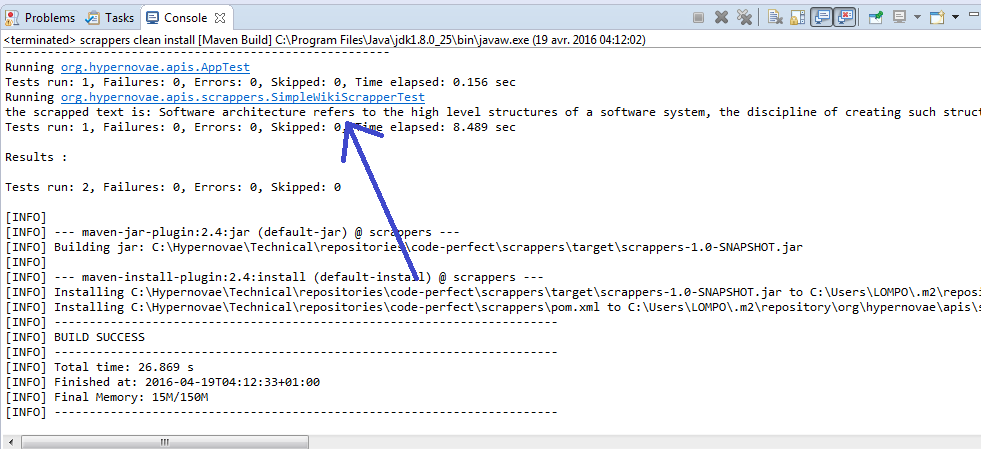 Problems Tasks Console
<terminated> scrappers clean install [Maven Build] C:\Program Files\Java\jdk1.8.0_25\bin\javaw.exe (19 avr. 2016 04:12:02)
-------------------------------------------------------
Running org.hypernovae.apis.AppTest
Tests run: 1, Failures: 0, Errors: 0, Skipped: 0, Time elapsed: 0.156 sec
Running org.hypernovae.apis.scrappers.SimpleWikiScrapperTest
the scrapped text is: Software architecture refers to the high level structures of a software system, the discipline of creating such struct
Tests run: 1, Failures: 0, Errors: 0, Skipped: 0, Time elapsed: 8.489 sec
Results :
Tests run: 2, Failures: 0, Errors: 0, Skipped: 0
[INFO]
[INFO] --- maven-jar-plugin:2.4:jar (default-jar) @ scrappers ---
[INFO] Building jar: C:\Hypernovae\Technical\repositories\code-perfect\scrappers\target\scrappers-1.0-SNAPSHOT.jar
[INFO]
[INFO] --- maven-install-plugin:2.4:install (default-install) @ scrappers ---
[INFO] Installing C:\Hypernovae\Technical\repositories\code-perfect\scrappers\target\scrappers-1.0-SNAPSHOT.jar to C:\Users\LOMPO\.m2\reposi
[INFO] Installing C:\Hypernovae\Technical\repositories\code-perfect\scrappers\pom.xml to C:\Users\LOMPO\.m2\repository\org\hypernovae\apis\s
[INFO] ------------------------------------------------------------------------
[INFO] BUILD SUCCESS
[INFO] ------------------------------------------------------------------------
[INFO] Total time: 26.869 s
[INFO] Finished at: 2016-04-19T04:12:33+01:00
[INFO] Final Memory: 15M/150M
[INFO] ------------------------------------------------------------------------